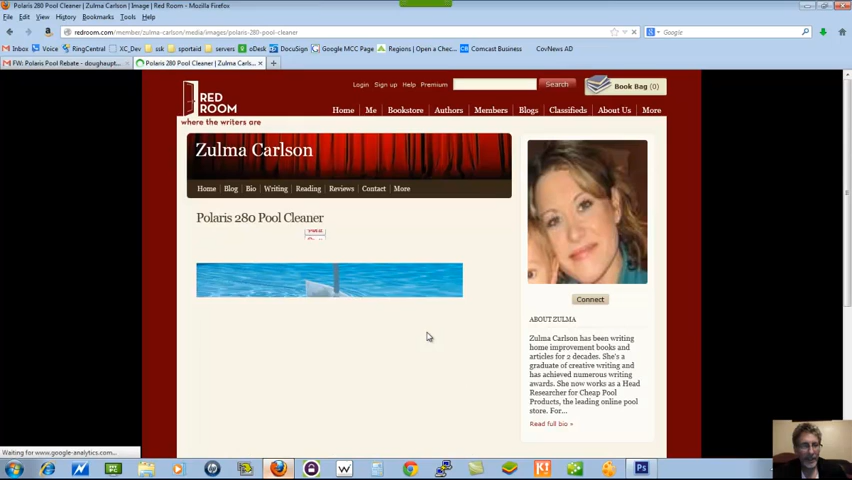 Polaris 280 Pool Cleaner | Zulma Carlson | Image | Red Room - Mozilla Firefox
File Edit View History Bookmarks Tools Help
redroom.com/member/zulma-carlson/media/images/polaris-280-pool-cleaner
Google
Inbox Voice RingCentral XC_Dev ssk sportaid servers oDesk DocuSign Google MCC Page Regions | Open a Chec... Comcast Business CovNews AD
FW: Polaris Pool Rebate - doughaupt... Polaris 280 Pool Cleaner | Zulma Carls...
Login Sign up Help Premium Search Book Bag (0)
RED ROOM
where the writers are
Home Me Bookstore Authors Members Blogs Classifieds About Us More
Zulma Carlson
Home Blog Bio Writing Reading Reviews Contact More
Polaris 280 Pool Cleaner
Connect
ABOUT ZULMA
Zulma Carlson has been writing
home improvement books and
articles for 2 decades. She's a
graduate of creative writing and
has achieved numerous writing
awards. She now works as a Head
Researcher for Cheap Pool
Products, the leading online pool
store. For...
Read full bio »
Waiting for www.google-analytics.com...